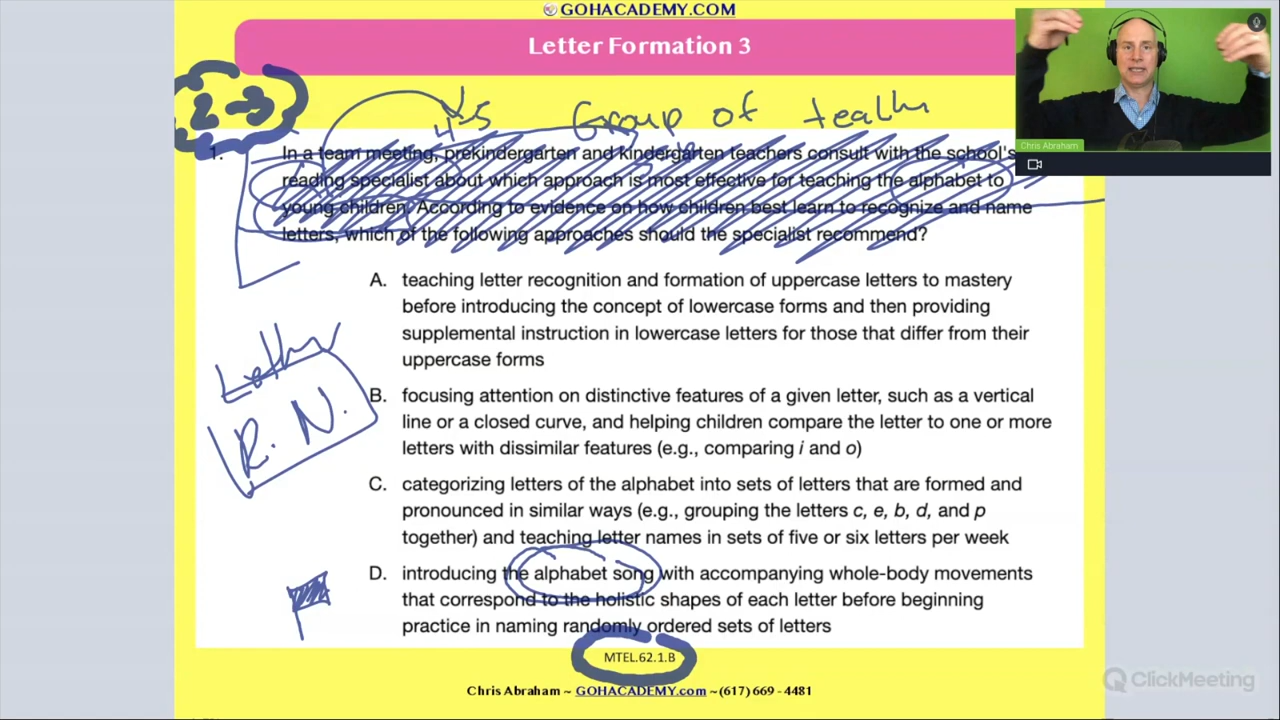 GOHACADEMY.COM
Letter Formation 3
2 → 3
4 - 5 Group of
1. In a team meeting, prekindergarten and kindergarten teachers consult with the school's
reading specialist about which approach is most effective for teaching the alphabet to
young children. According to evidence on how children best learn to recognize and name
letters, which of the following approaches should the specialist recommend?
A. teaching letter recognition and formation of uppercase letters to mastery
before introducing the concept of lowercase forms and then providing
supplemental instruction in lowercase letters for those that differ from their
uppercase forms
B. focusing attention on distinctive features of a given letter, such as a vertical
line or a closed curve, and helping children compare the letter to one or more
letters with dissimilar features (e.g., comparing i and o)
C. categorizing letters of the alphabet into sets of letters that are formed and
pronounced in similar ways (e.g., grouping the letters c, e, b, d, and p
together) and teaching letter names in sets of five or six letters per week
D. introducing the alphabet song with accompanying whole-body movements
that correspond to the holistic shapes of each letter before beginning
practice in naming randomly ordered sets of letters
R. N.
MTEL.62.1.B
Chris Abraham ~ GOHACADEMY.com ~(617) 669 - 4481
Chris Abraham
ClickMeeting